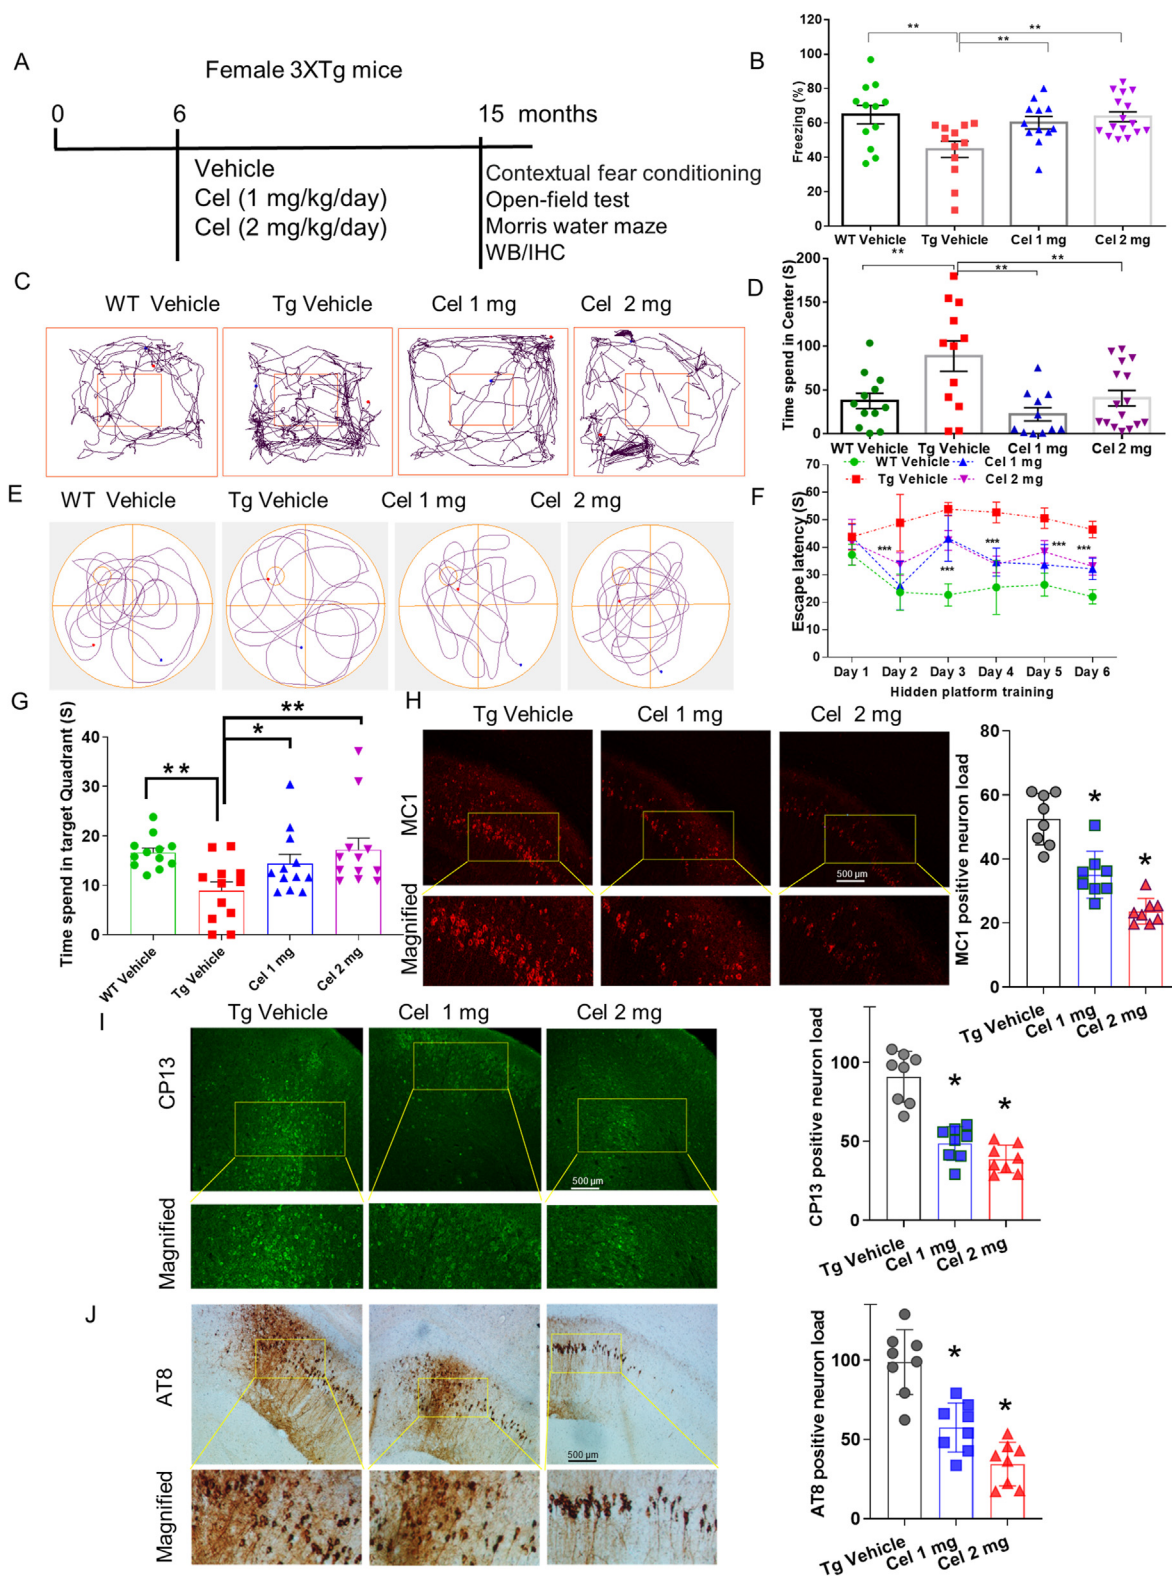 A
Female 3XTg mice
0 6 15 months
Vehicle
Cel (1 mg/kg/day)
Cel (2 mg/kg/day)
Contextual fear conditioning
Open-field test
Morris water maze
WB/IHC
B
Freezing (%)
120
100
80
60
40
20
0
** ** **
WT Vehicle Tg Vehicle Cel 1 mg Cel 2 mg
C
WT Vehicle Tg Vehicle Cel 1 mg Cel 2 mg
D
Time spend in Center (S)
200
150
100
50
0
** ** **
WT Vehicle Tg Vehicle Cel 1 mg Cel 2 mg
E
WT Vehicle Tg Vehicle Cel 1 mg Cel 2 mg
F
WT Vehicle Cel 1 mg
Tg Vehicle Cel 2 mg
Escape latency (S)
70
60
50
40
30
20
10
0
*** *** *** *** ***
Day 1 Day 2 Day 3 Day 4 Day 5 Day 6
Hidden platform training
G
Time spend in target Quadrant (S)
40
30
20
10
0
** * **
WT Vehicle Tg Vehicle Cel 1 mg Cel 2 mg
H
Tg Vehicle Cel 1 mg Cel 2 mg
MC1
500 µm
Magnified
MC1 positive neuron load
80
60
40
20
0
* *
Tg Vehicle Cel 1 mg Cel 2 mg
I
Tg Vehicle Cel 1 mg Cel 2 mg
CP13
500 µm
Magnified
CP13 positive neuron load
100
50
0
* *
Tg Vehicle Cel 1 mg Cel 2 mg
J
AT8
500 µm
Magnified
AT8 positive neuron load
100
50
0
* *
Tg Vehicle Cel 1 mg Cel 2 mg